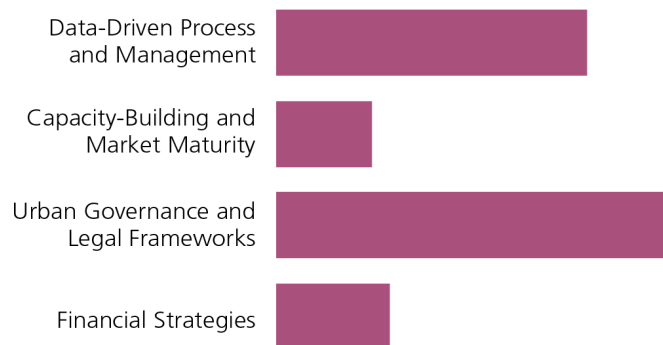 Data-Driven Process
and Management
Capacity-Building and
Market Maturity
Urban Governance and
Legal Frameworks
Financial Strategies